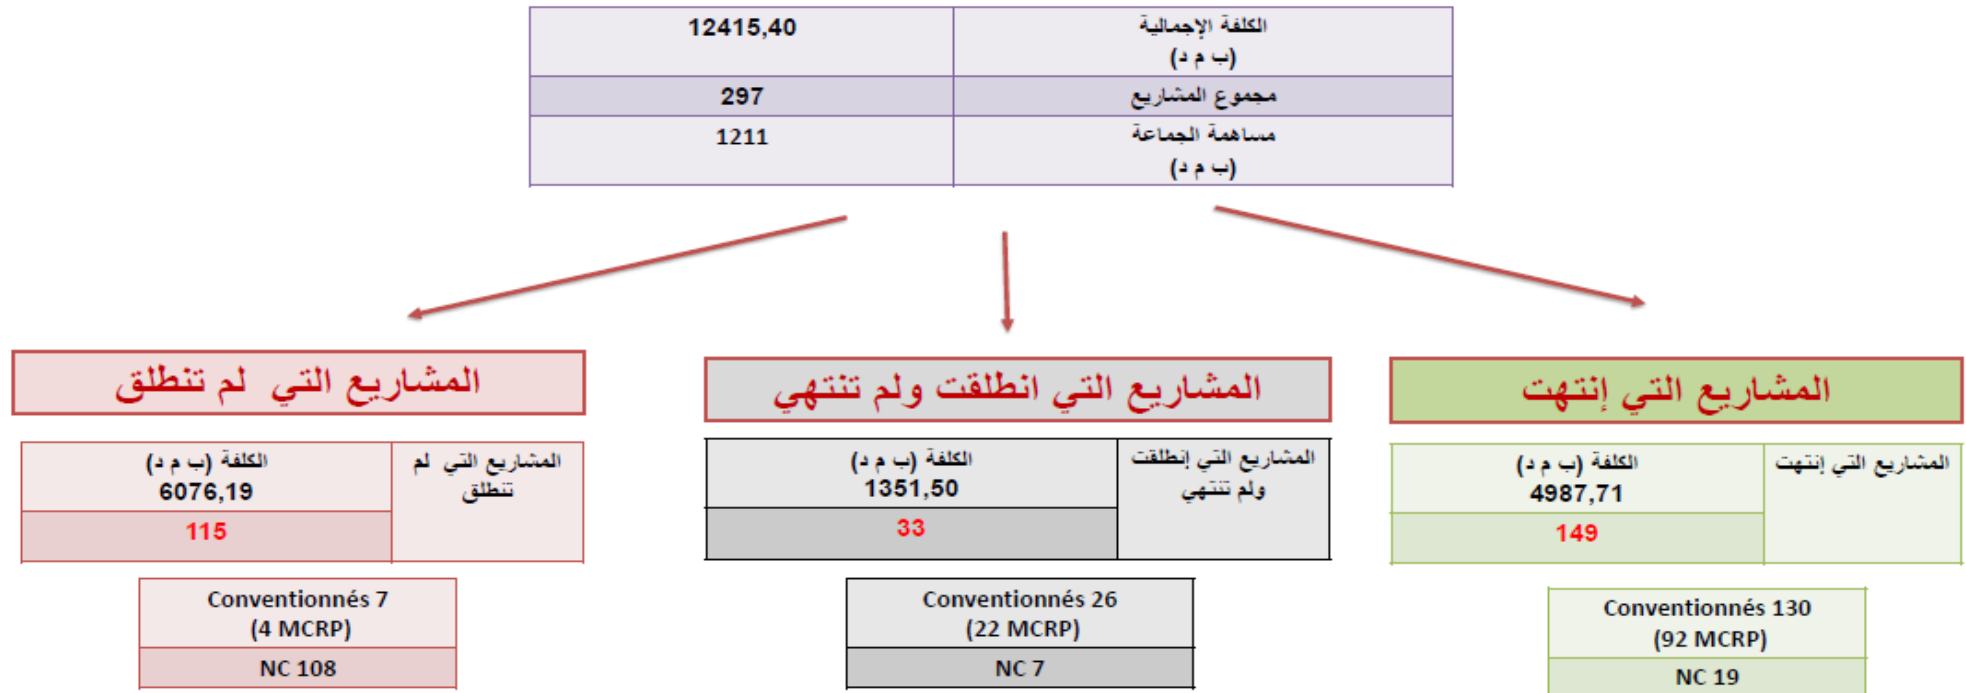 الكلفة الإجمالية
(ب م د)
12415,40
مجموع المشاريع
297
مساهمة الجماعة
(ب م د)
1211
المشاريع التي إنتهت
المشاريع التي إنتهت
الكلفة (ب م د)
4987,71
149
Conventionnés 130
(92 MCRP)
NC 19
المشاريع التي انطلقت ولم تنتهي
المشاريع التي إنطلقت
ولم تنتهي
الكلفة (ب م د)
1351,50
33
Conventionnés 26
(22 MCRP)
NC 7
المشاريع التي لم تنطلق
المشاريع التي لم
تنطلق
الكلفة (ب م د)
6076,19
115
Conventionnés 7
(4 MCRP)
NC 108